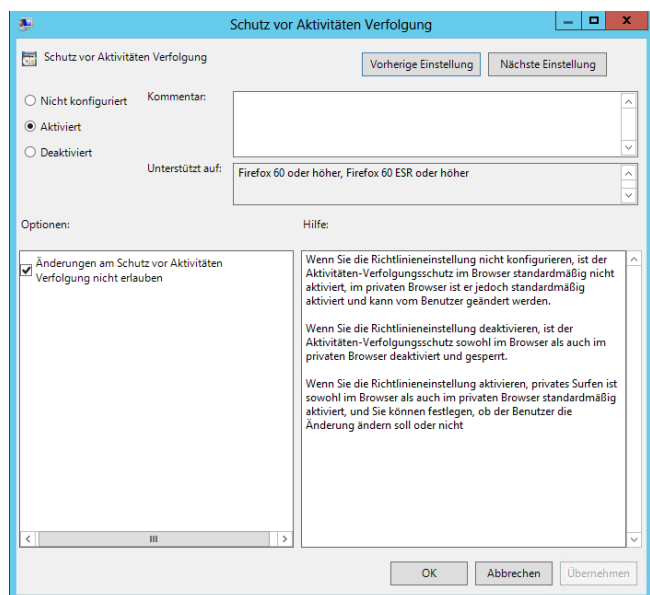 Schutz vor Aktivitäten Verfolgung
Schutz vor Aktivitäten Verfolgung
Vorherige Einstellung
Nächste Einstellung
Nicht konfiguriert
Kommentar:
Aktiviert
Deaktiviert
Unterstützt auf:
Firefox 60 oder höher, Firefox 60 ESR oder höher
Optionen:
Hilfe:
Änderungen am Schutz vor Aktivitäten
Verfolgung nicht erlauben
Wenn Sie die Richtlinieneinstellung nicht konfigurieren, ist der
Aktivitäten-Verfolgungsschutz im Browser standardmäßig nicht
aktiviert, im privaten Browser ist er jedoch standardmäßig
aktiviert und kann vom Benutzer geändert werden.
Wenn Sie die Richtlinieneinstellung deaktivieren, ist der
Aktivitäten-Verfolgungsschutz sowohl im Browser als auch im
privaten Browser deaktiviert und gesperrt.
Wenn Sie die Richtlinieneinstellung aktivieren, privates Surfen ist
sowohl im Browser als auch im privaten Browser standardmäßig
aktiviert, und Sie können festlegen, ob der Benutzer die
Änderung ändern soll oder nicht
OK
Abbrechen
Übernehmen